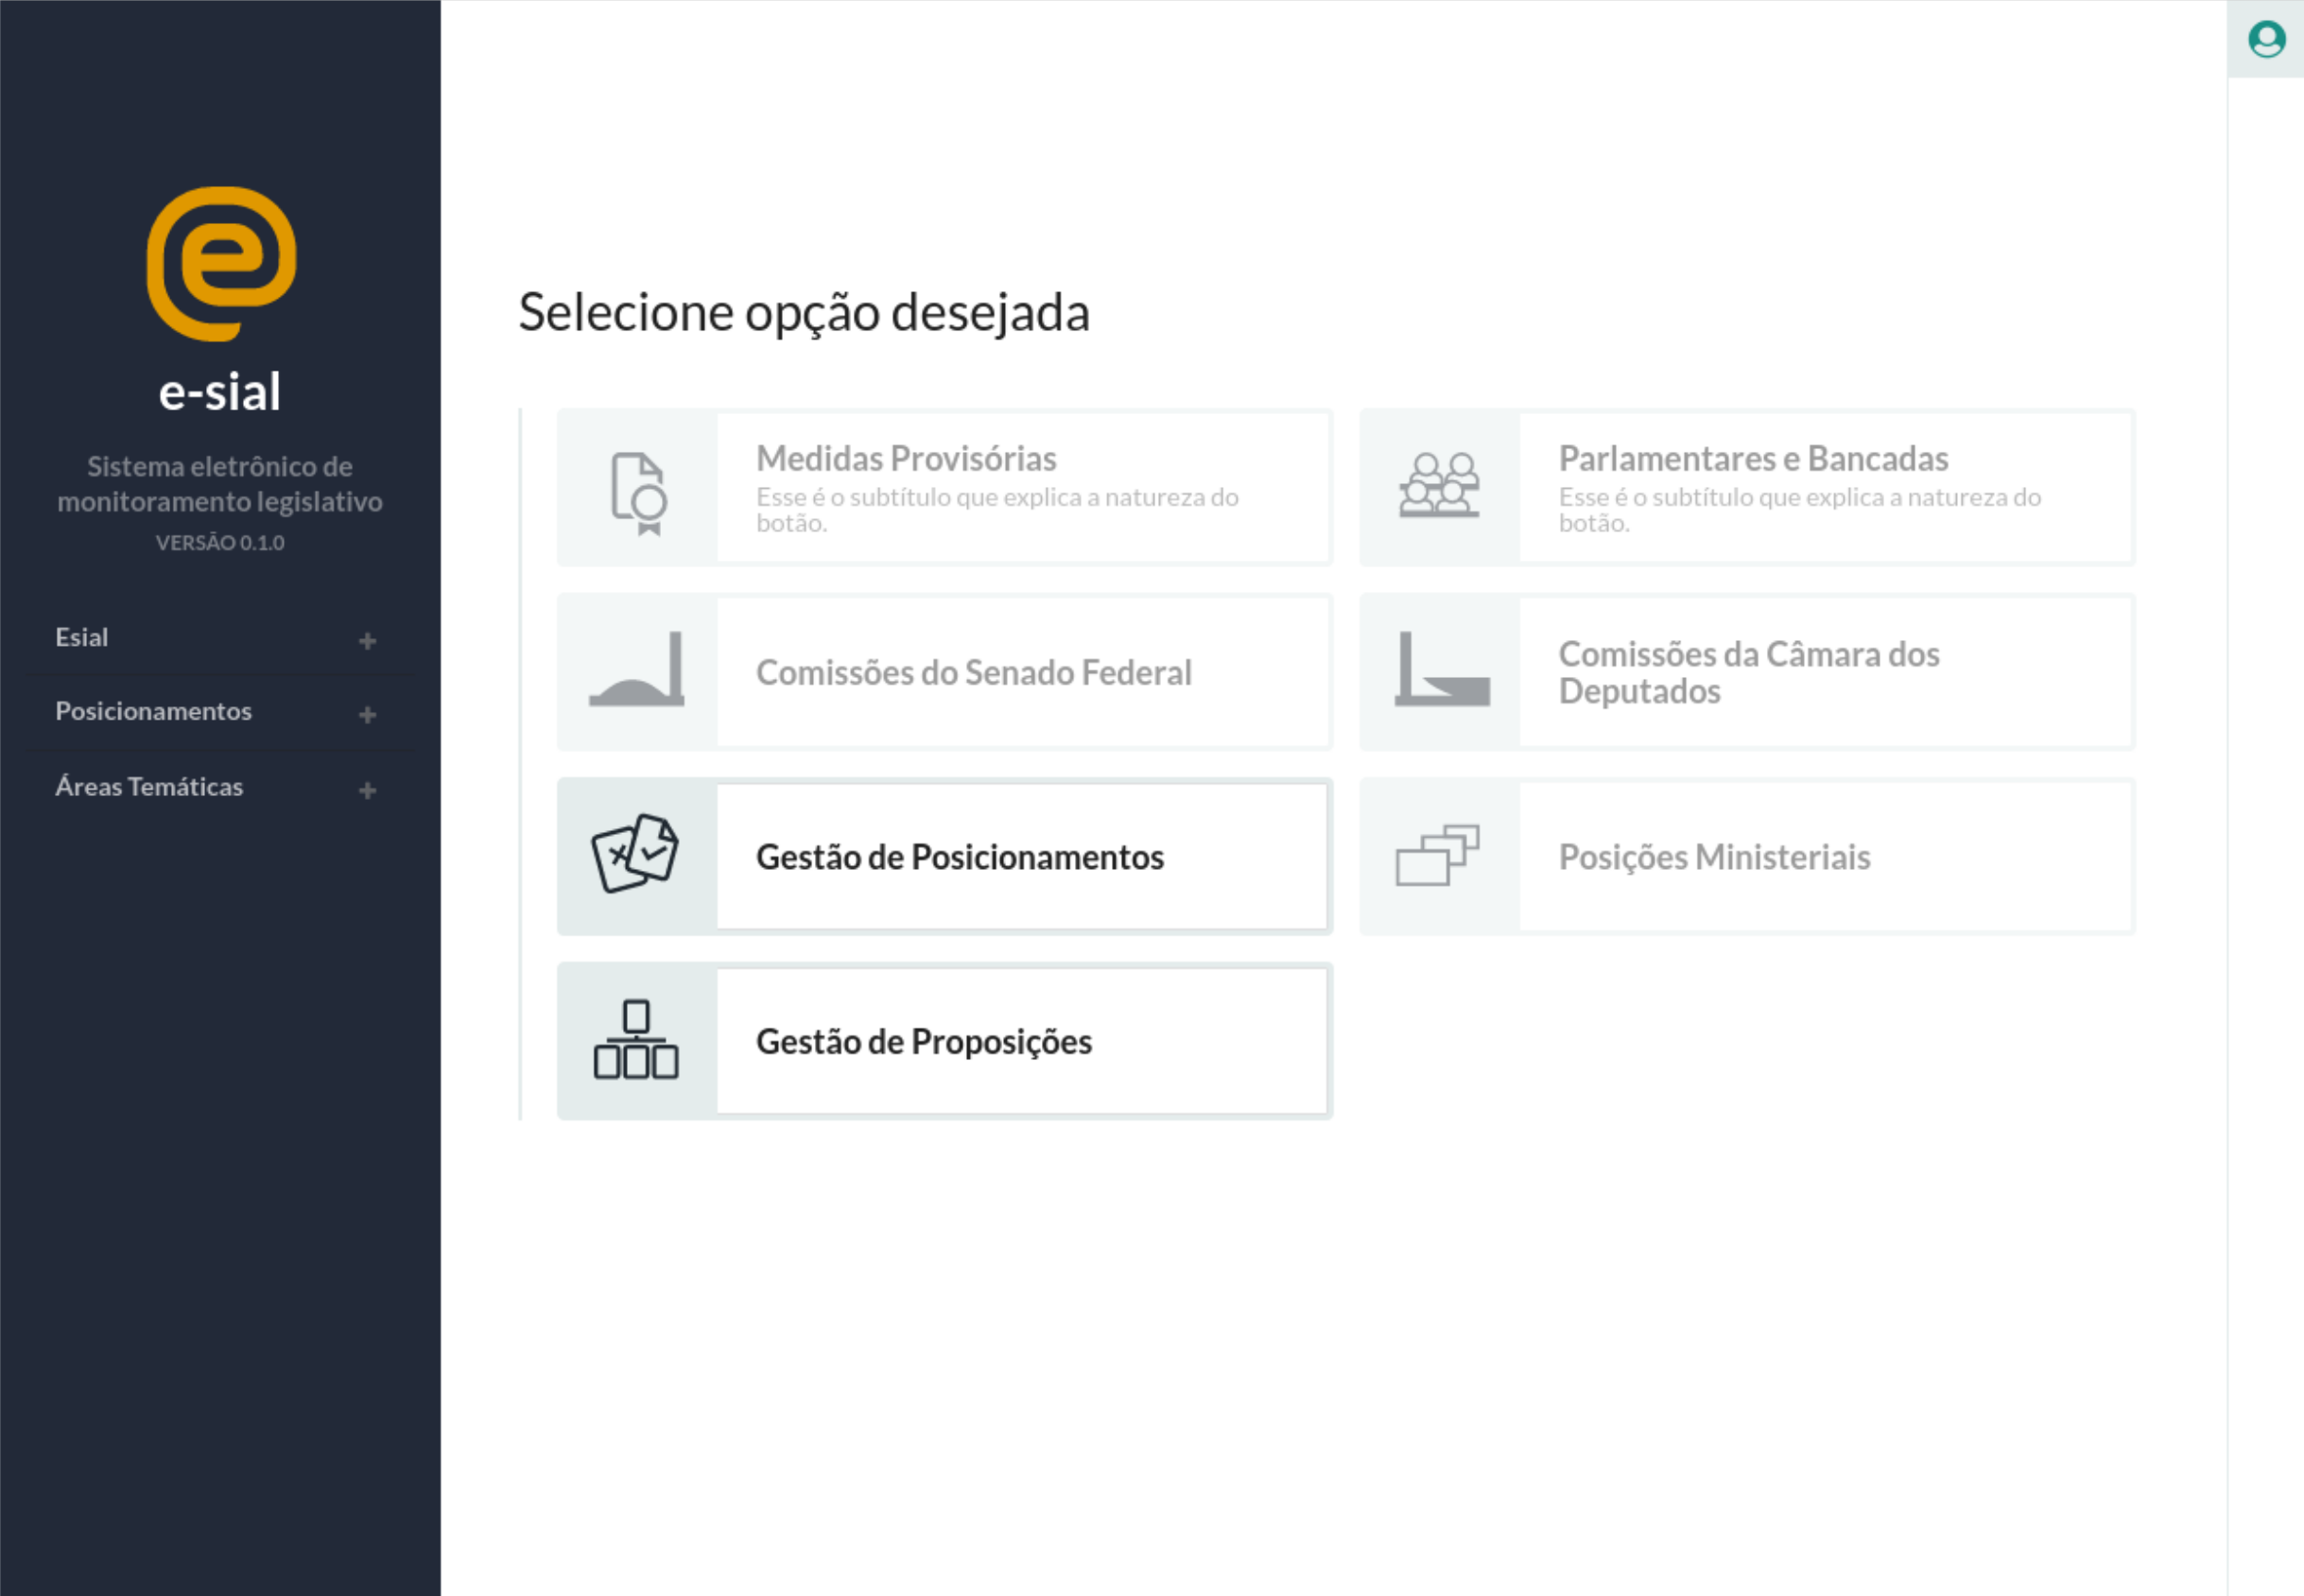 e-sial
Sistema eletrônico de
monitoramento legislativo
VERSÃO 0.1.0
Esial
Posicionamentos
Áreas Temáticas
Selecione opção desejada
Medidas Provisórias
Esse é o subtítulo que explica a natureza do
botão.
Parlamentares e Bancadas
Esse é o subtítulo que explica a natureza do
botão.
Comissões do Senado Federal
Comissões da Câmara dos
Deputados
Gestão de Posicionamentos
Posições Ministeriais
Gestão de Proposições